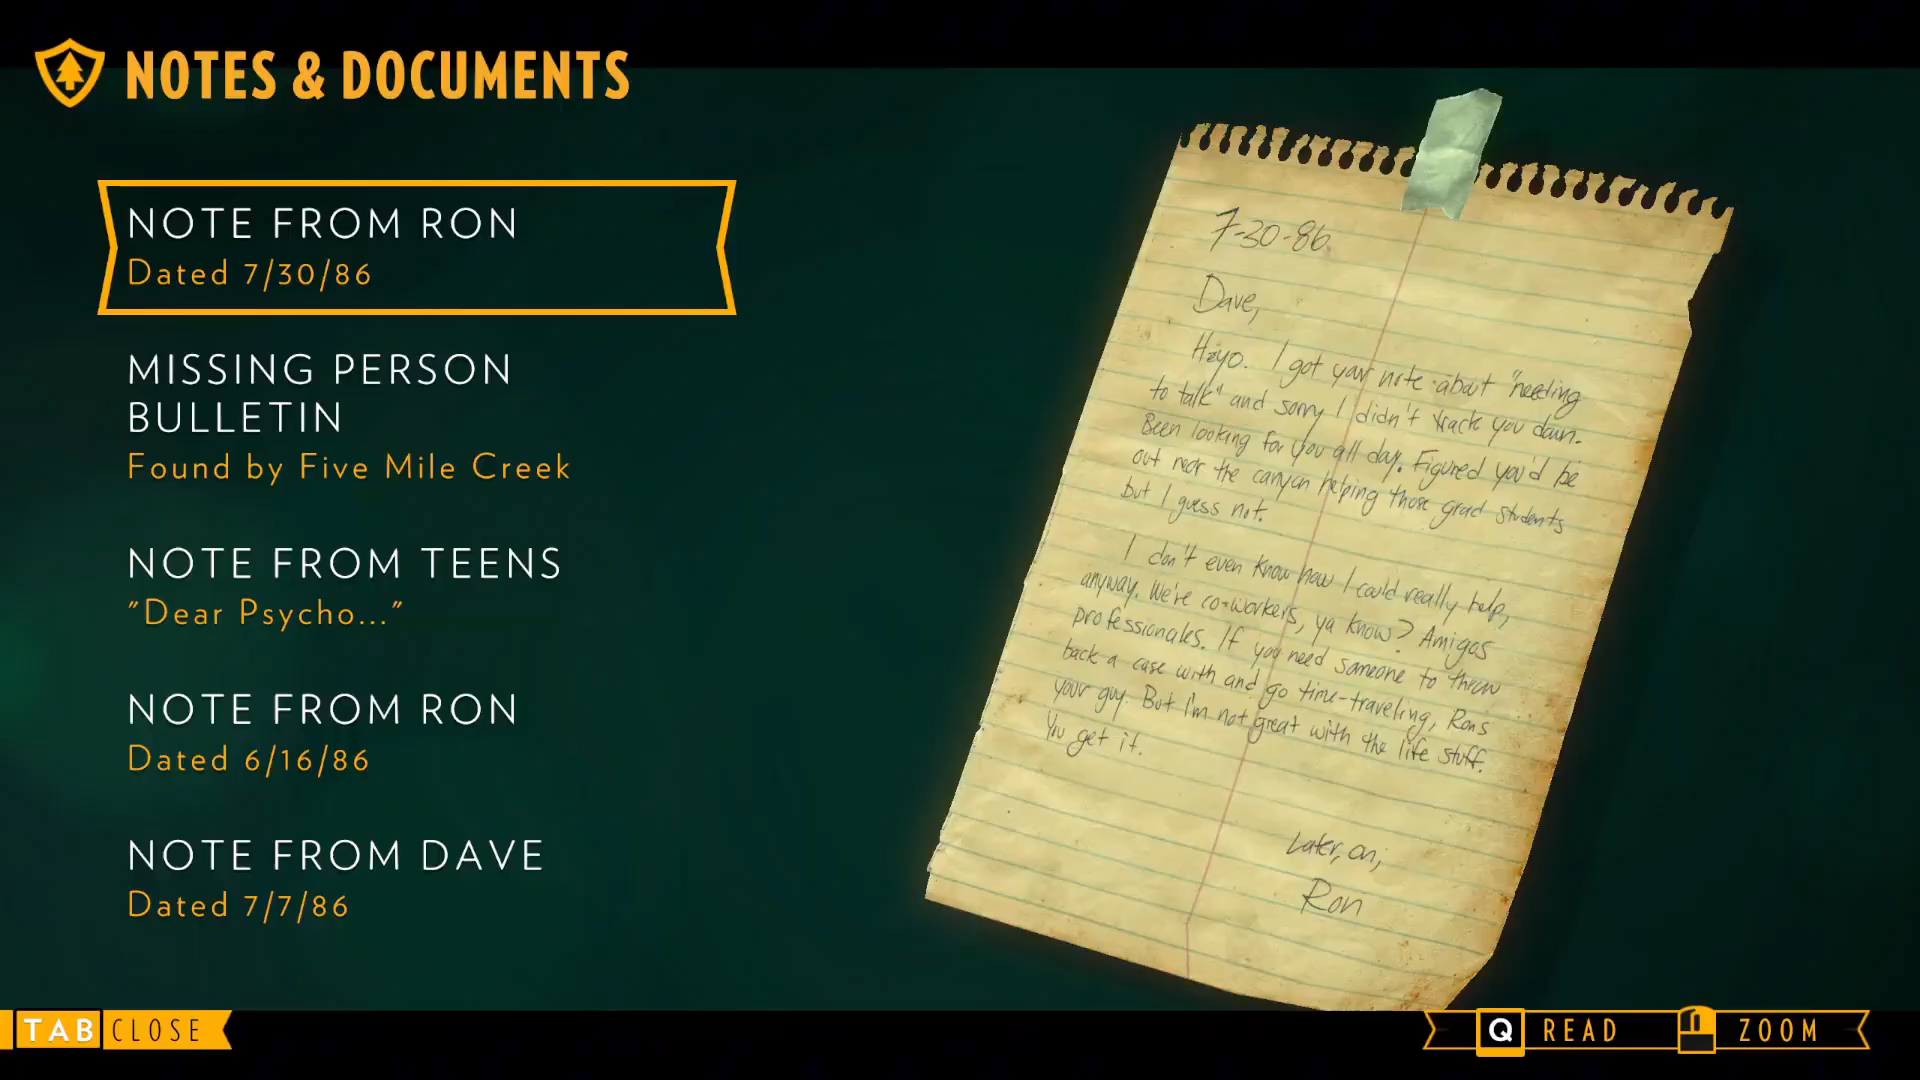 NOTES & DOCUMENTS
NOTE FROM RON
Dated 7/30/86
MISSING PERSON
BULLETIN
Found by Five Mile Creek
NOTE FROM TEENS
"Dear Psycho..."
NOTE FROM RON
Dated 6/16/86
NOTE FROM DAVE
Dated 7/7/86
7-30-86
Dave,
Heyo. I got your note about "needing
to talk" and sorry I didn't track you down.
Been looking for you all day. Figured you'd be
out near the canyon helping those grad students
but I guess not.
I don't even know how I could really help,
anyway. We're co-workers, ya know? Amigos
professionales. If you need someone to throw
back a case with and go time-traveling, Ron's
your guy. But I'm not great with the life stuff.
You get it.
Later, on,
Ron
TAB CLOSE
Q READ ZOOM